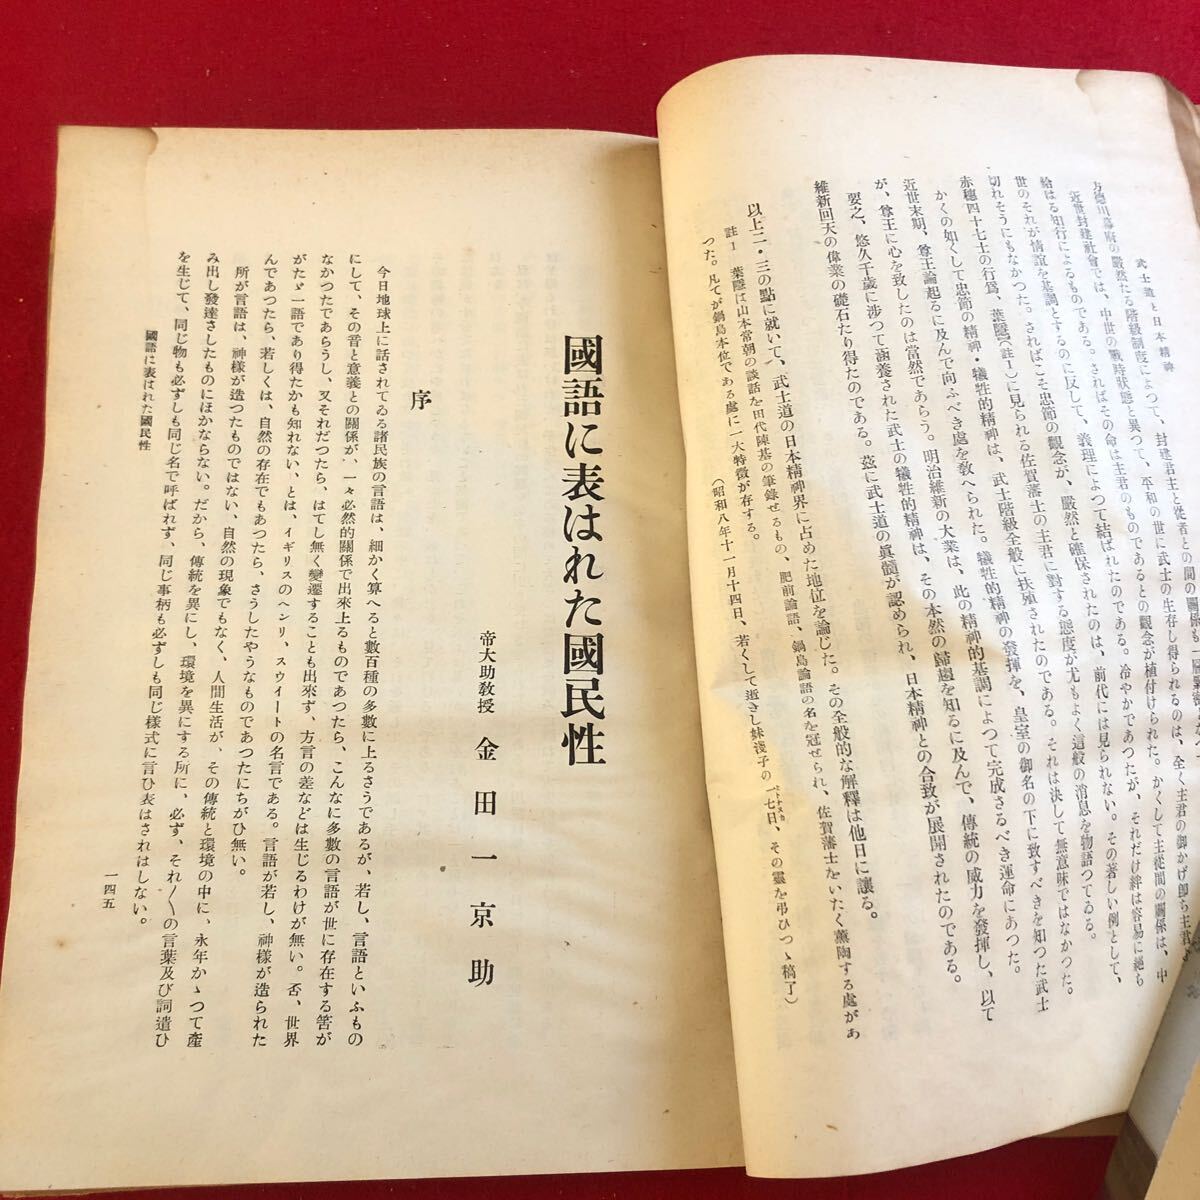 武士道と日本精神
方徳川幕府の嚴然たる階級制度によつて、封建君主と從者との間の關係も一層緊密
近世封建社會では、中世の戰時狀態と異つて、平和の世に武士の生存し得られるのは、全く主君の御かげ卽ち主君より
給はる知行によるものである。さればその命は主君のものであるとの觀念が植付けられた。かくして主從間の關係は、中
世のそれが情誼を基調とするのに反して、義理によつて結ばれたのである。冷やかであつたが、それだけ絆は容易に絶ち
切れそうにもなかつた。さればこそ忠節の觀念が、嚴然と確保されたのは、前代には見られない。その著しい例として、
赤穗四十七士の行爲、葉隱(註1)に見られる佐賀藩士の主君に對する態度が尤もよく這般の消息を物語つてゐる。
かくの如くして忠節の精神・犧牲的精神は、武士階級全般に扶殖されたのである。それは決して無意味ではなかつた。
近世末期、尊王論起るに及んで向ふべき處を敎へられた。犧牲的精神の發揮を、皇室の御名の下に致すべきを知つた武士
が、尊王に心を致したのは當然であらう。明治維新の大業は、此の精神的基調によつて完成さるべき運命にあつた。
要之、悠久千歲に涉つて涵養された武士の犧牲的精神は、その本然の歸趨を知るに及んで、傳統の威力を發揮し、以て
維新回天の偉業の礎石たり得たのである。茲に武士道の眞髓が認められ、日本精神との合致が展開されたのである。
以上二・三の點に就いて、武士道の日本精神界に占めた地位を論じた。その全般的な解釋は他日に讓る。
註1 葉隱は山本常朝の談話を田代陣基の筆錄せるもの、肥前論語、鍋島論語の名を冠せられ、佐賀藩士をいたく薰陶する處があ
つた。凡てが鍋島本位である處に一大特徵が存する。
(昭和八年十一月十四日、若くして逝きし妹淺子の一七日、その靈を弔ひつゝ稿了)
國語に表はれた國民性
帝大助敎授 金田一京助
序
今日地球上に話されてゐる諸民族の言語は、細かく算へると數百種の多數に上るさうであるが、若し、言語といふもの
にして、その音と意義との關係が、一々必然的關係で出來上るものであつたら、こんなに多數の言語が世に存在する筈が
なかつたであらうし、又それだつたら、はてし無く變遷することも出來ず、方言の差などは生じるわけが無い。否、世界
がたゞ一語であり得たかも知れない、とは、イギリスのヘンリ、スウイートの名言である。言語が若し、神樣が造られた
んであつたら、若しくは、自然の存在でもあつたら、さうしたやうなものであつたにちがひ無い。
所が言語は、神樣が造つたものではない、自然の現象でもなく、人間生活が、その傳統と環境の中に、永年かゝつて產
み出し發達さしたものにほかならない。だから、傳統を異にし、環境を異にする所に、必ず、それ〲の言葉及び詞遣ひ
を生じて、同じ物も必ずしも同じ名で呼ばれず、同じ事柄も必ずしも同じ樣式に言ひ表はされはしない。
國語に表はれた國民性
一四五